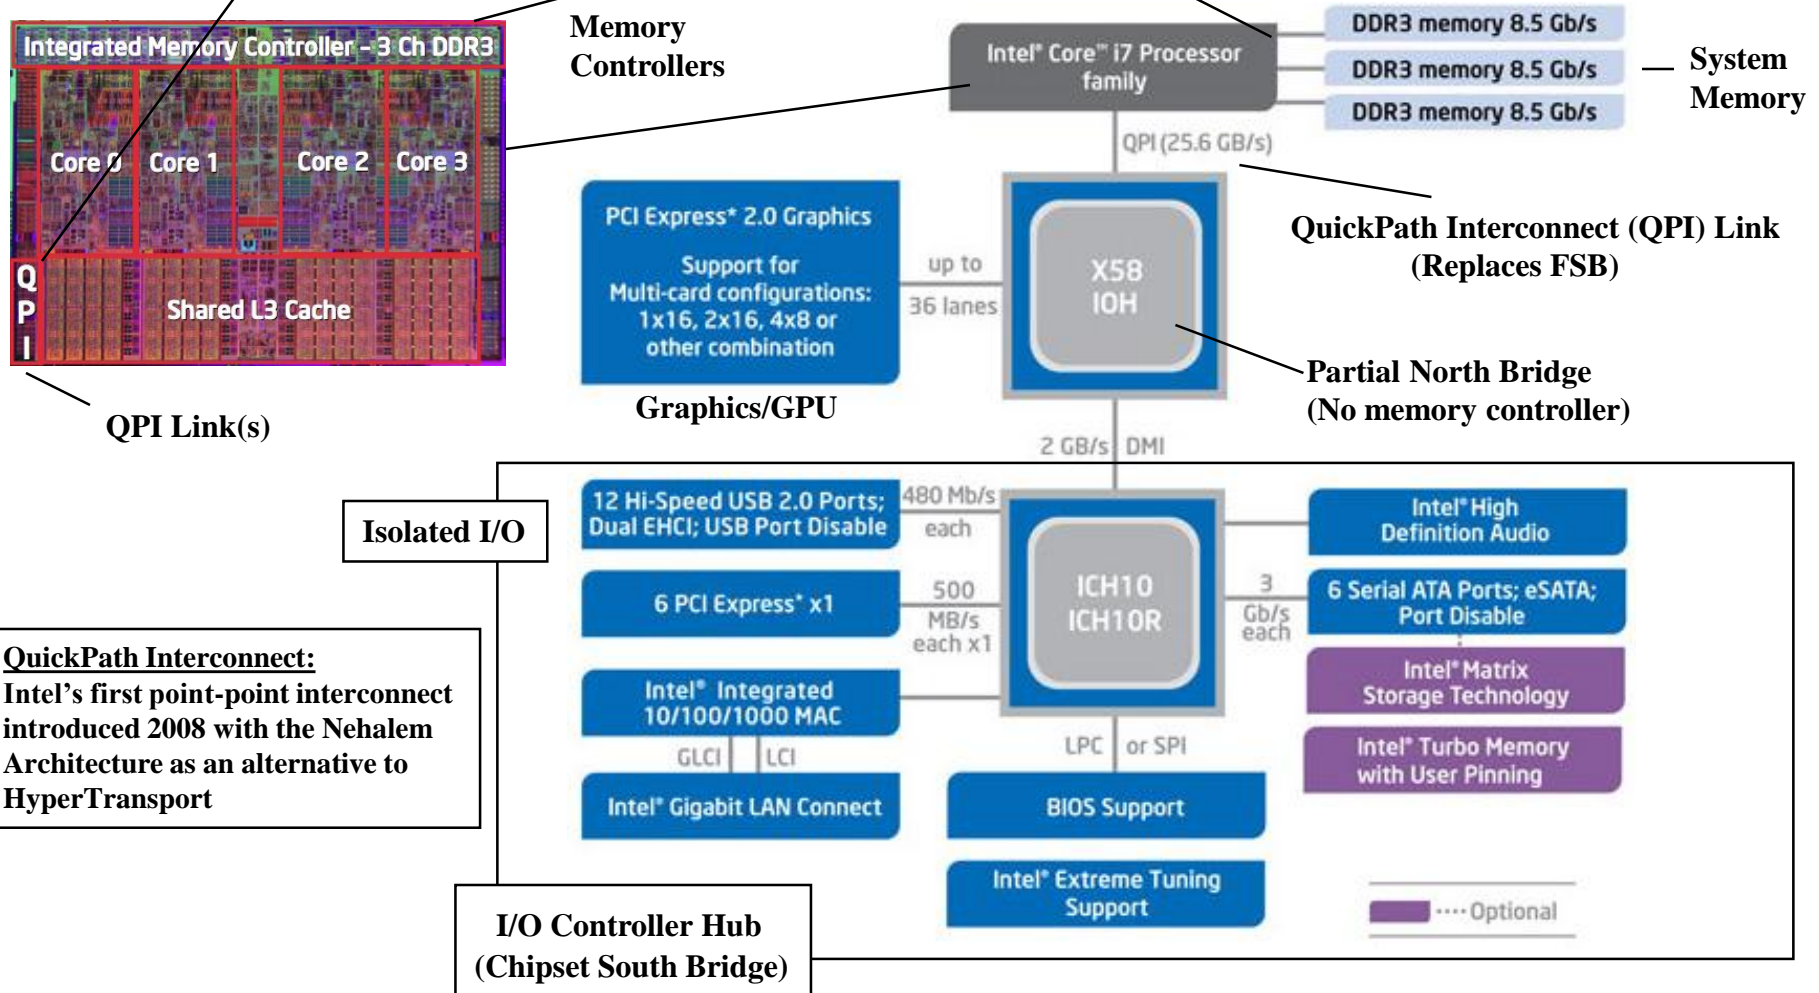 Memory
Controllers
Integrated Memory Controller - 3 Ch DDR3
Core 0
Core 1
Core 2
Core 3
Q
P
I
Shared L3 Cache
QPI Link(s)
Intel® Core™ i7 Processor
family
DDR3 memory 8.5 Gb/s
DDR3 memory 8.5 Gb/s
DDR3 memory 8.5 Gb/s
System
Memory
QPI (25.6 GB/s)
QuickPath Interconnect (QPI) Link
(Replaces FSB)
PCI Express* 2.0 Graphics
Support for
Multi-card configurations:
1x16, 2x16, 4x8 or
other combination
Graphics/GPU
up to
36 lanes
X58
IOH
Partial North Bridge
(No memory controller)
2 GB/s DMI
Isolated I/O
12 Hi-Speed USB 2.0 Ports;
Dual EHCI; USB Port Disable
480 Mb/s
each
6 PCI Express* x1
500
MB/s
each x1
Intel® Integrated
10/100/1000 MAC
GLCI LCI
Intel® Gigabit LAN Connect
ICH10
ICH10R
Intel® High
Definition Audio
3
Gb/s
each
6 Serial ATA Ports; eSATA;
Port Disable
Intel® Matrix
Storage Technology
Intel® Turbo Memory
with User Pinning
LPC or SPI
BIOS Support
Intel® Extreme Tuning
Support
Optional
QuickPath Interconnect:
Intel’s first point-point interconnect
introduced 2008 with the Nehalem
Architecture as an alternative to
HyperTransport
I/O Controller Hub
(Chipset South Bridge)